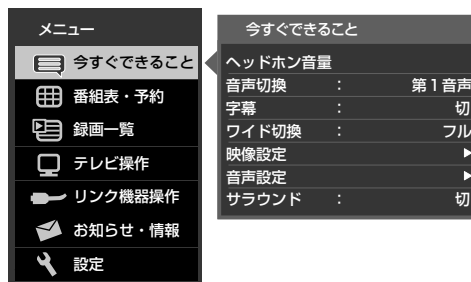 メニュー
今すぐできること
番組表・予約
録画一覧
テレビ操作
リンク機器操作
お知らせ・情報
設定
今すぐできること
ヘッドホン音量
音声切換 : 第1音声
字幕 : 切
ワイド切換 : フル
映像設定
音声設定
サラウンド : 切